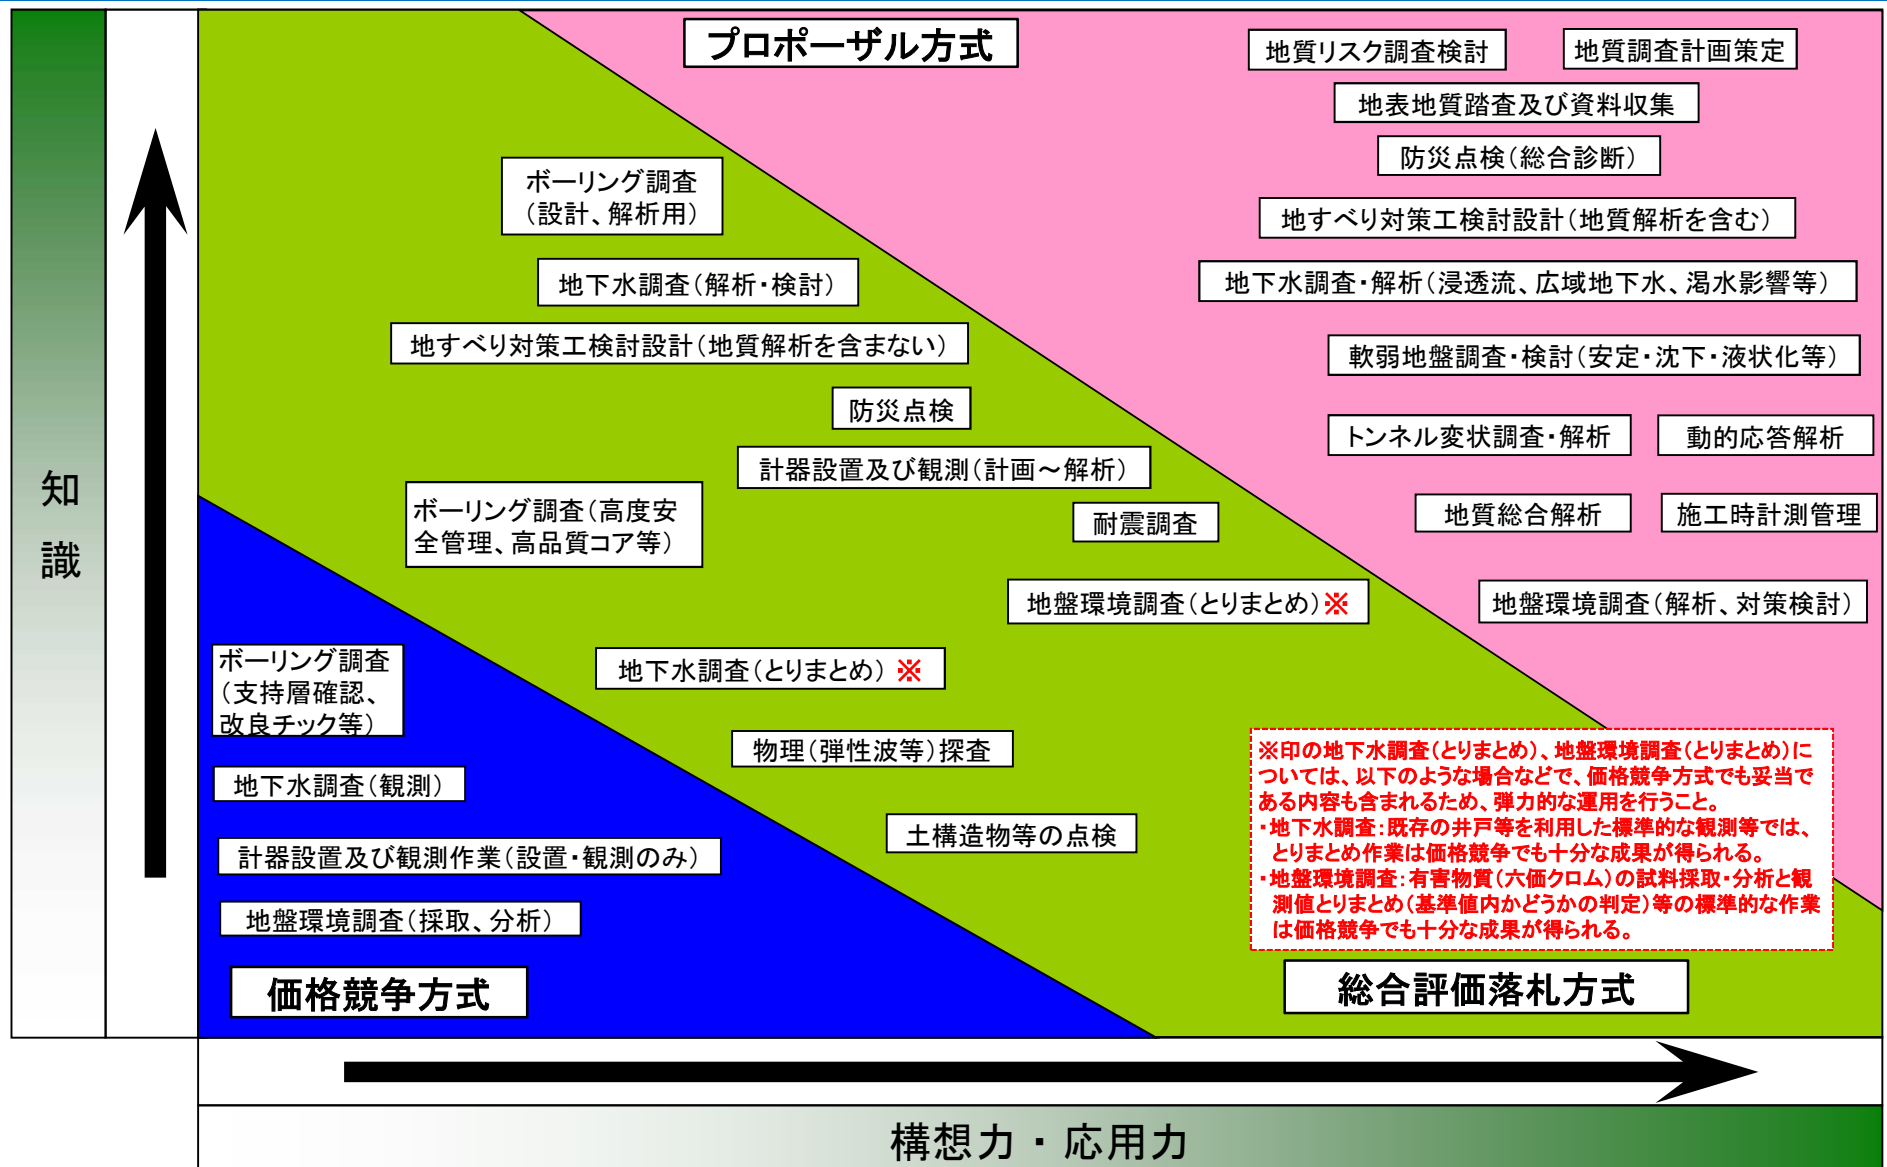 プロポーザル方式
地質リスク調査検討
地質調査計画策定
地表地質踏査及び資料収集
防災点検(総合診断)
ボーリング調査
(設計、解析用)
地すべり対策工検討設計(地質解析を含む)
地下水調査(解析・検討)
地下水調査・解析(浸透流、広域地下水、渇水影響等)
地すべり対策工検討設計(地質解析を含まない)
軟弱地盤調査・検討(安定・沈下・液状化等)
防災点検
トンネル変状調査・解析
動的応答解析
計器設置及び観測(計画～解析)
知
識
ボーリング調査(高度安
全管理、高品質コア等)
耐震調査
地質総合解析
施工時計測管理
地盤環境調査(とりまとめ)※
地盤環境調査(解析、対策検討)
ボーリング調査
(支持層確認、
改良チック等)
地下水調査(とりまとめ)※
物理(弾性波等)探査
地下水調査(観測)
土構造物等の点検
計器設置及び観測作業(設置・観測のみ)
地盤環境調査(採取、分析)
※印の地下水調査(とりまとめ)、地盤環境調査(とりまとめ)に
ついては、以下のような場合などで、価格競争方式でも妥当で
ある内容も含まれるため、弾力的な運用を行うこと。
・地下水調査:既存の井戸等を利用した標準的な観測等では、
とりまとめ作業は価格競争でも十分な成果が得られる。
・地盤環境調査:有害物質(六価クロム)の試料採取・分析と観
測値とりまとめ(基準値内かどうかの判定)等の標準的な作業
は価格競争でも十分な成果が得られる。
価格競争方式
総合評価落札方式
構想力・応用力